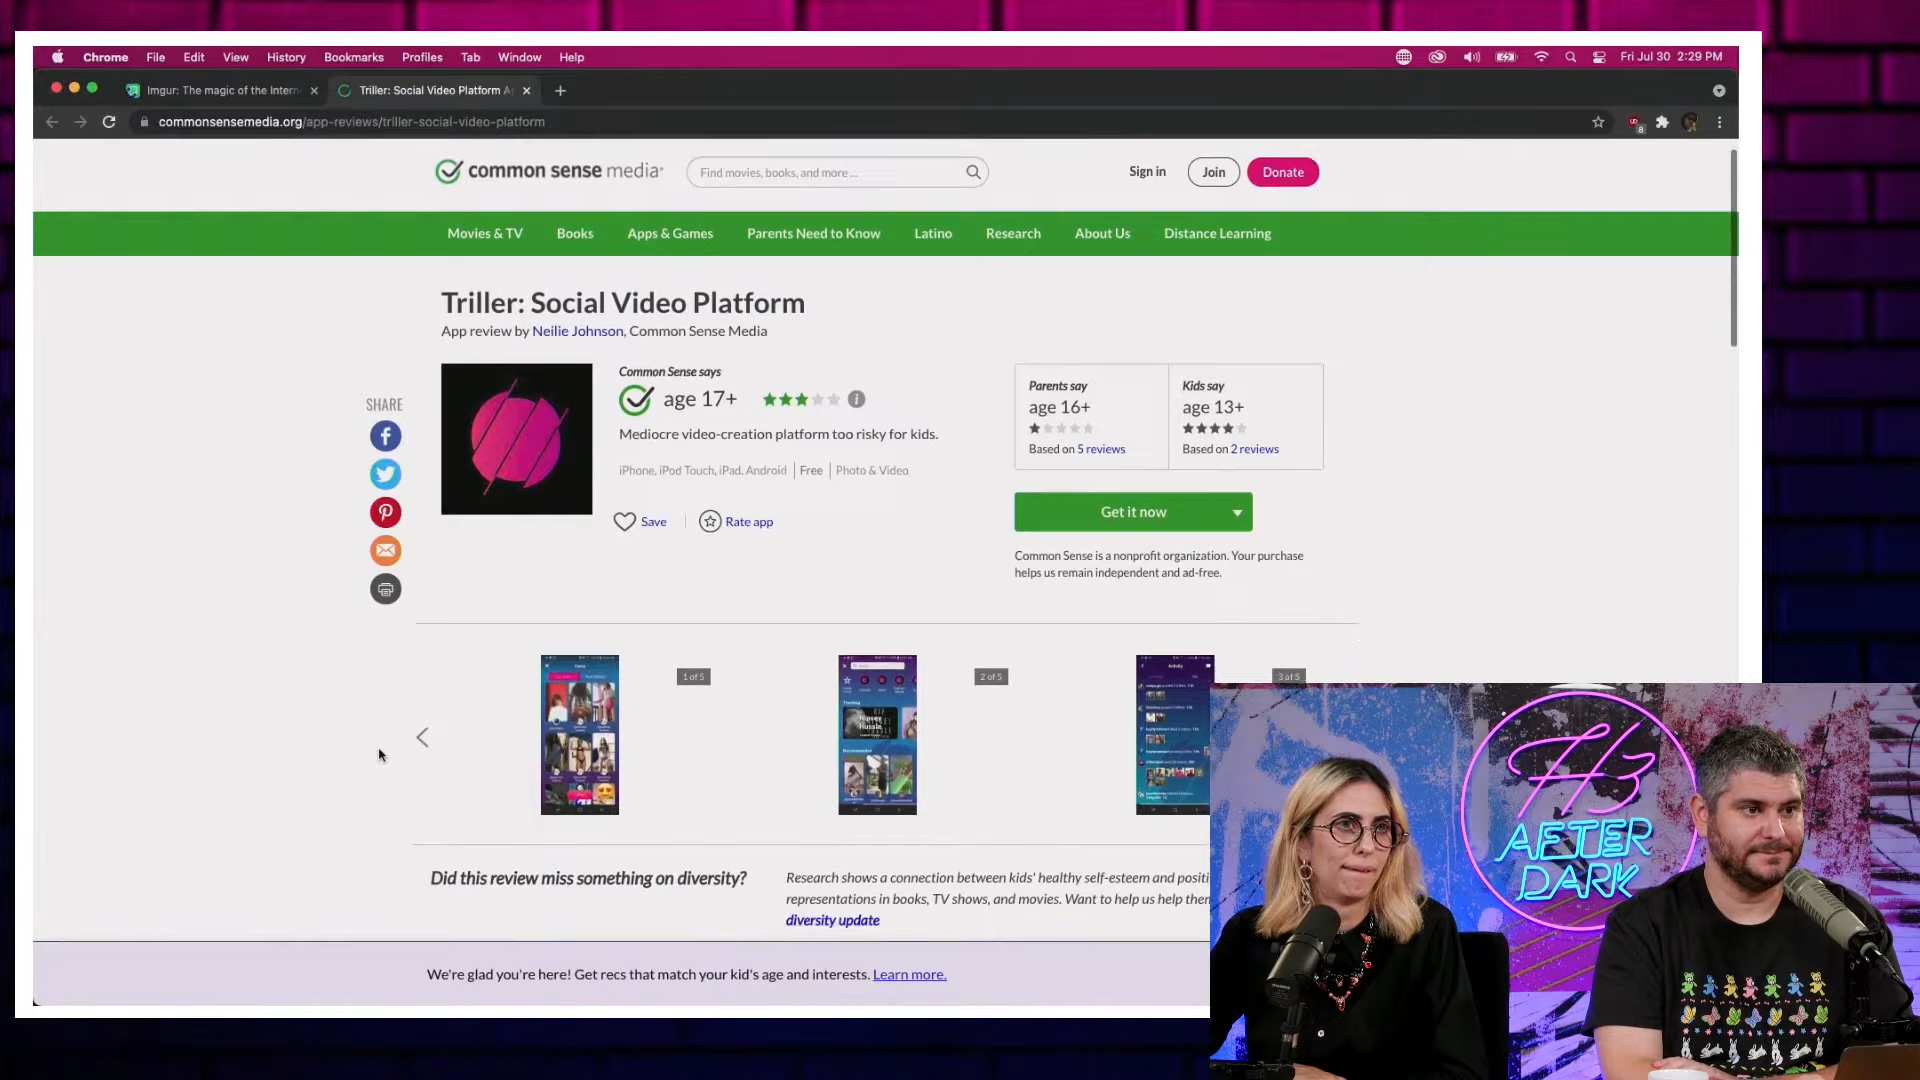 Chrome File Edit View History Bookmarks Profiles Tab Window Help Fri Jul 30 2:29 PM
Imgur: The magic of the Intern Triller: Social Video Platform A
commonsensemedia.org/app-reviews/triller-social-video-platform
common sense media Find movies, books, and more ... Sign in Join Donate
Movies & TV Books Apps & Games Parents Need to Know Latino Research About Us Distance Learning
Triller: Social Video Platform
App review by Neilie Johnson, Common Sense Media
SHARE
Common Sense says
age 17+
Mediocre video-creation platform too risky for kids.
iPhone, iPod Touch, iPad, Android Free Photo & Video
Save Rate app
Parents say
age 16+
Based on 5 reviews
Kids say
age 13+
Based on 2 reviews
Get it now
Common Sense is a nonprofit organization. Your purchase
helps us remain independent and ad-free.
1 of 5
2 of 5
3 of 5
Activity
Did this review miss something on diversity?
Research shows a connection between kids' healthy self-esteem and positi
representations in books, TV shows, and movies. Want to help us help them
diversity update
We're glad you're here! Get recs that match your kid's age and interests. Learn more.
H3
AFTER
DARK